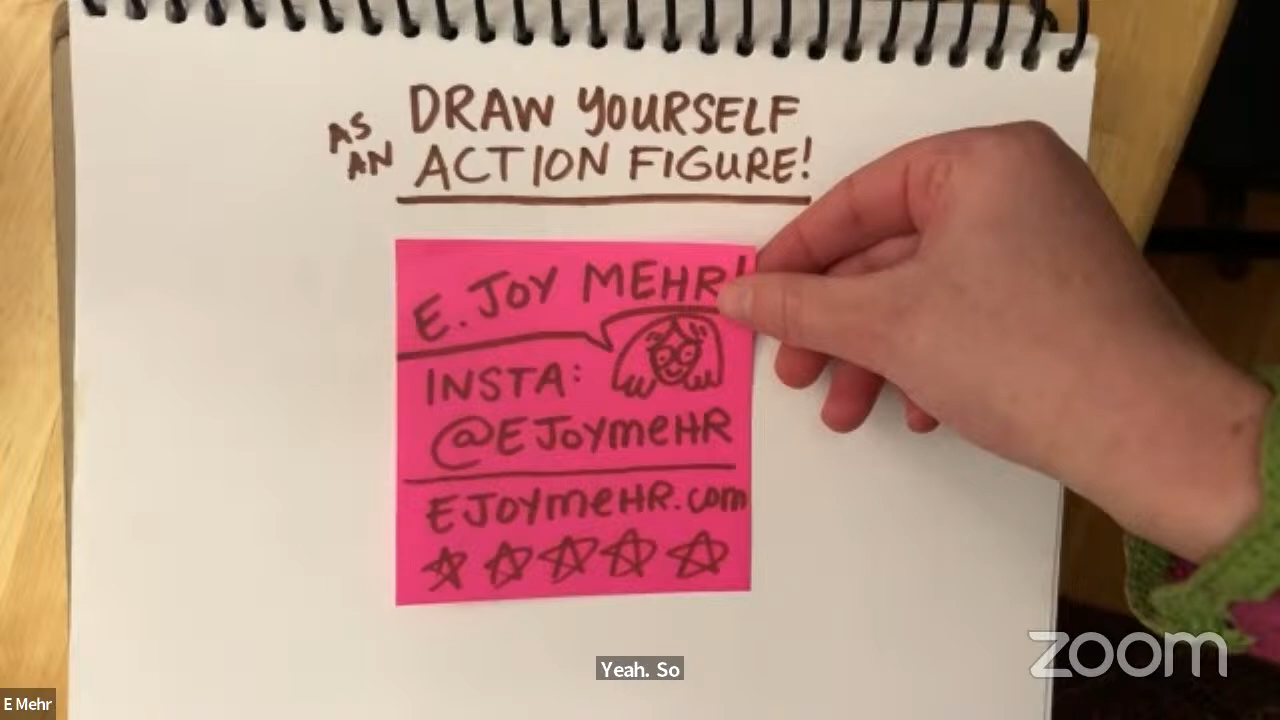 DRAW YOURSELF
AS AN ACTION FIGURE!
E. JOY MEHR!
INSTA:
@EJOYMEHR
EJOYMEHR.COM
Yeah. So
zoom
E Mehr